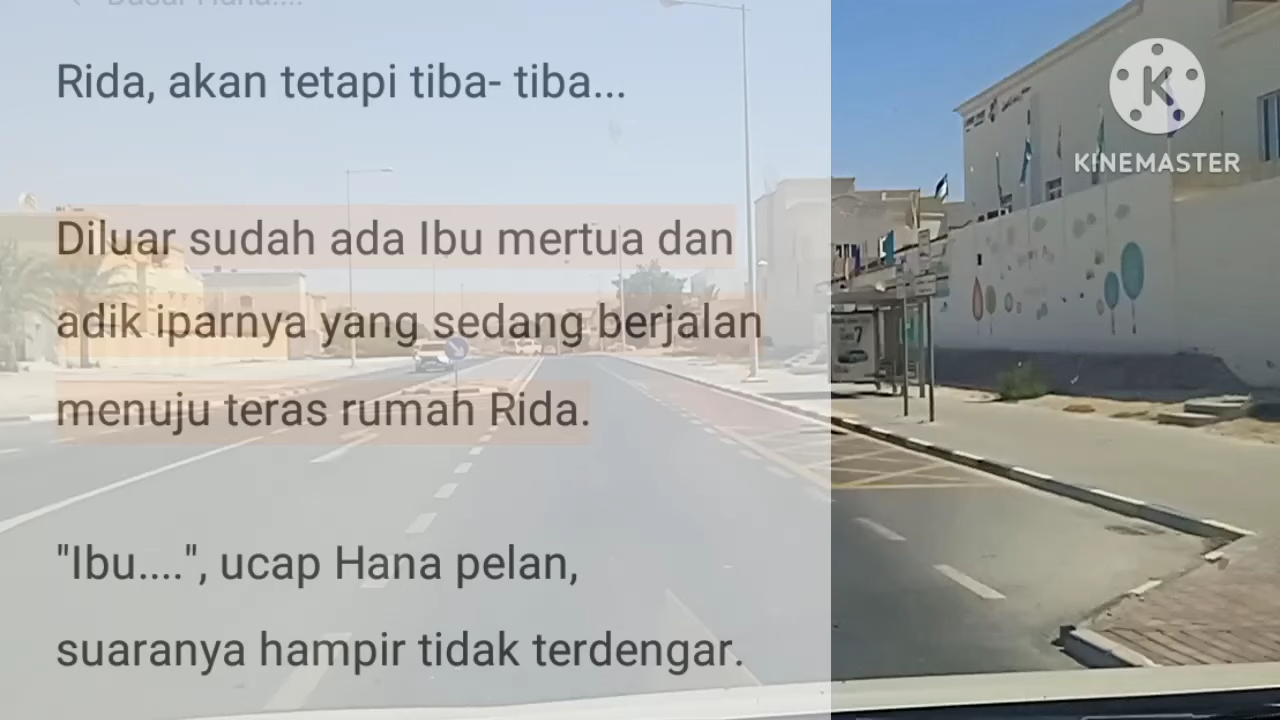 Rida, akan tetapi tiba- tiba...
Diluar sudah ada Ibu mertua dan
adik iparnya yang sedang berjalan
menuju teras rumah Rida.
"Ibu....", ucap Hana pelan,
suaranya hampir tidak terdengar.
K
KINEMASTER
7